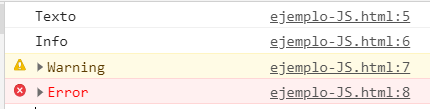 Texto ejemplo-JS.html:5
Info ejemplo-JS.html:6
Warning ejemplo-JS.html:7
Error ejemplo-JS.html:8